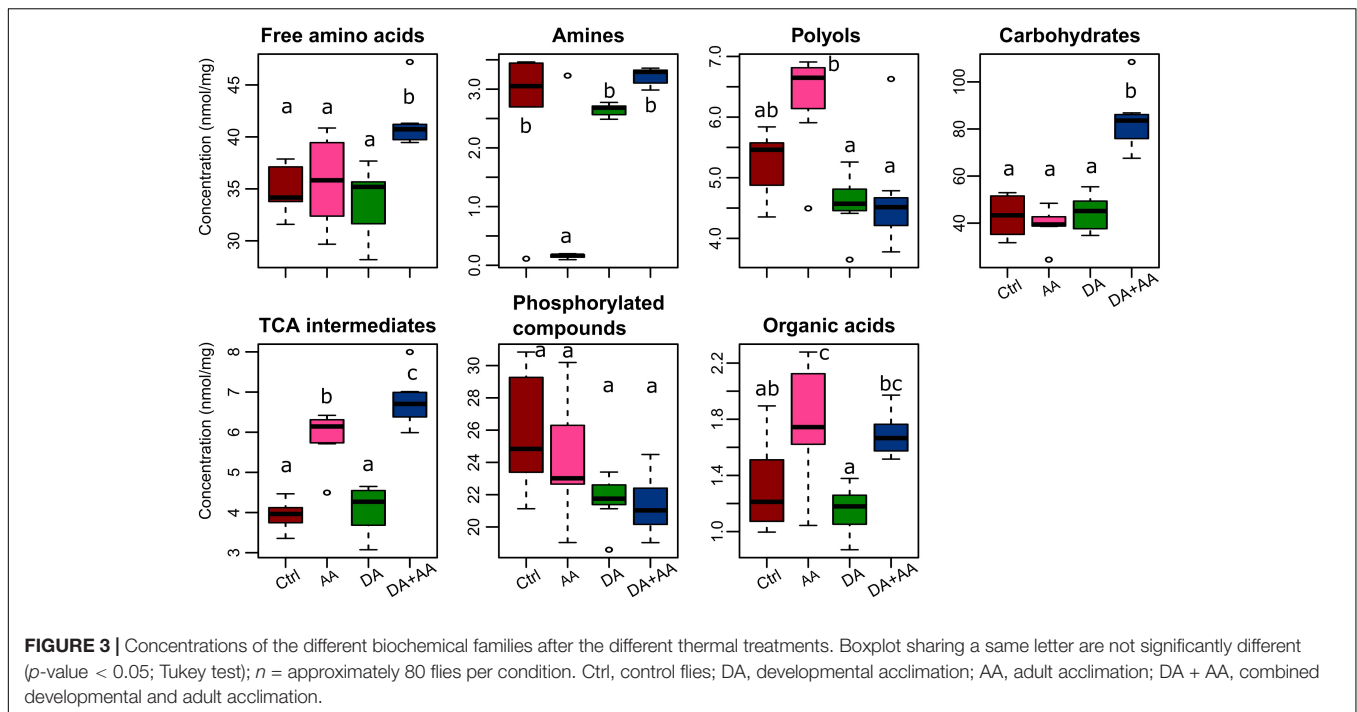 Free amino acids
Amines
Polyols
Carbohydrates
Concentration (nmol/mg)
45
40
35
30
a
a
a
b
3.0
2.0
1.0
0.0
b
a
b
b
7.0
6.0
5.0
4.0
ab
b
a
a
100
80
60
40
a
a
a
b
Ctrl
AA
DA
DA+AA
TCA intermediates
Phosphorylated
compounds
Organic acids
Concentration (nmol/mg)
8
7
6
5
4
3
a
b
a
c
Ctrl
AA
DA
DA+AA
30
28
26
24
22
20
a
a
a
a
Ctrl
AA
DA
DA+AA
2.2
1.8
1.4
1.0
ab
c
a
bc
Ctrl
AA
DA
DA+AA
FIGURE 3 | Concentrations of the different biochemical families after the different thermal treatments. Boxplot sharing a same letter are not significantly different
(p-value < 0.05; Tukey test); n = approximately 80 flies per condition. Ctrl, control flies; DA, developmental acclimation; AA, adult acclimation; DA + AA, combined
developmental and adult acclimation.